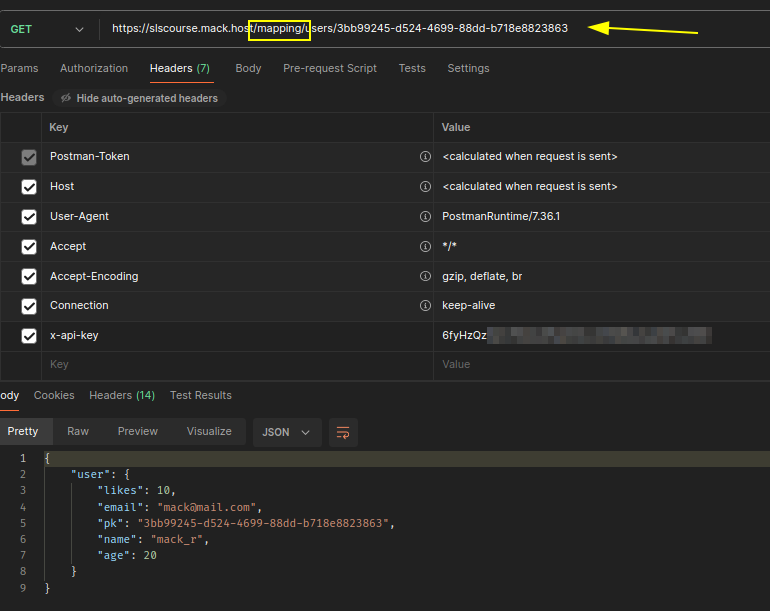 GET https://slscourse.mack.host/mapping/users/3bb99245-d524-4699-88dd-b718e8823863
Params Authorization Headers (7) Body Pre-request Script Tests Settings
Headers Hide auto-generated headers
Key Value
Postman-Token <calculated when request is sent>
Host <calculated when request is sent>
User-Agent PostmanRuntime/7.36.1
Accept */*
Accept-Encoding gzip, deflate, br
Connection keep-alive
x-api-key 6fyHzQz
Key Value
ody Cookies Headers (14) Test Results
Pretty Raw Preview Visualize JSON
1 {
2 "user": {
3 "likes": 10,
4 "email": "mack@mail.com",
5 "pk": "3bb99245-d524-4699-88dd-b718e8823863",
6 "name": "mack_r",
7 "age": 20
8 }
9 }